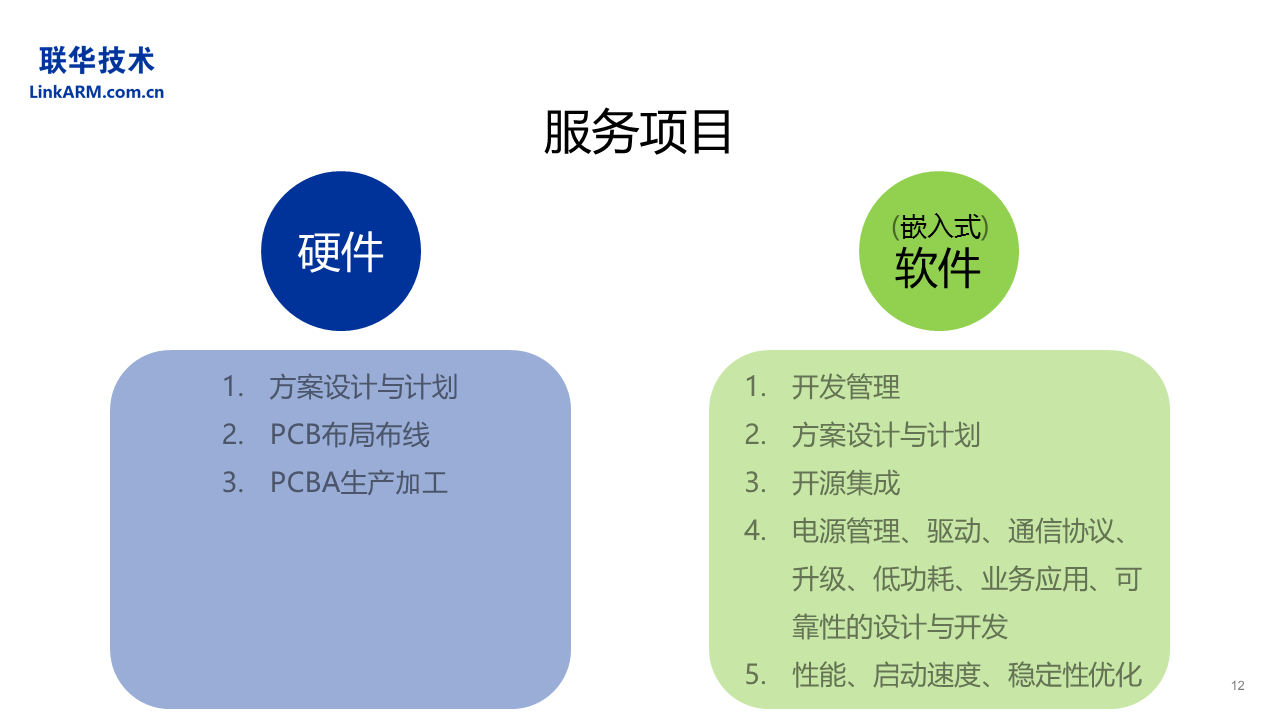 联华技术
LinkARM.com.cn
服务项目
硬件
1. 方案设计与计划
2. PCB布局布线
3. PCBA生产加工
(嵌入式)
软件
1. 开发管理
2. 方案设计与计划
3. 开源集成
4. 电源管理、驱动、通信协议、
升级、低功耗、业务应用、可
靠性的设计与开发
5. 性能、启动速度、稳定性优化
12